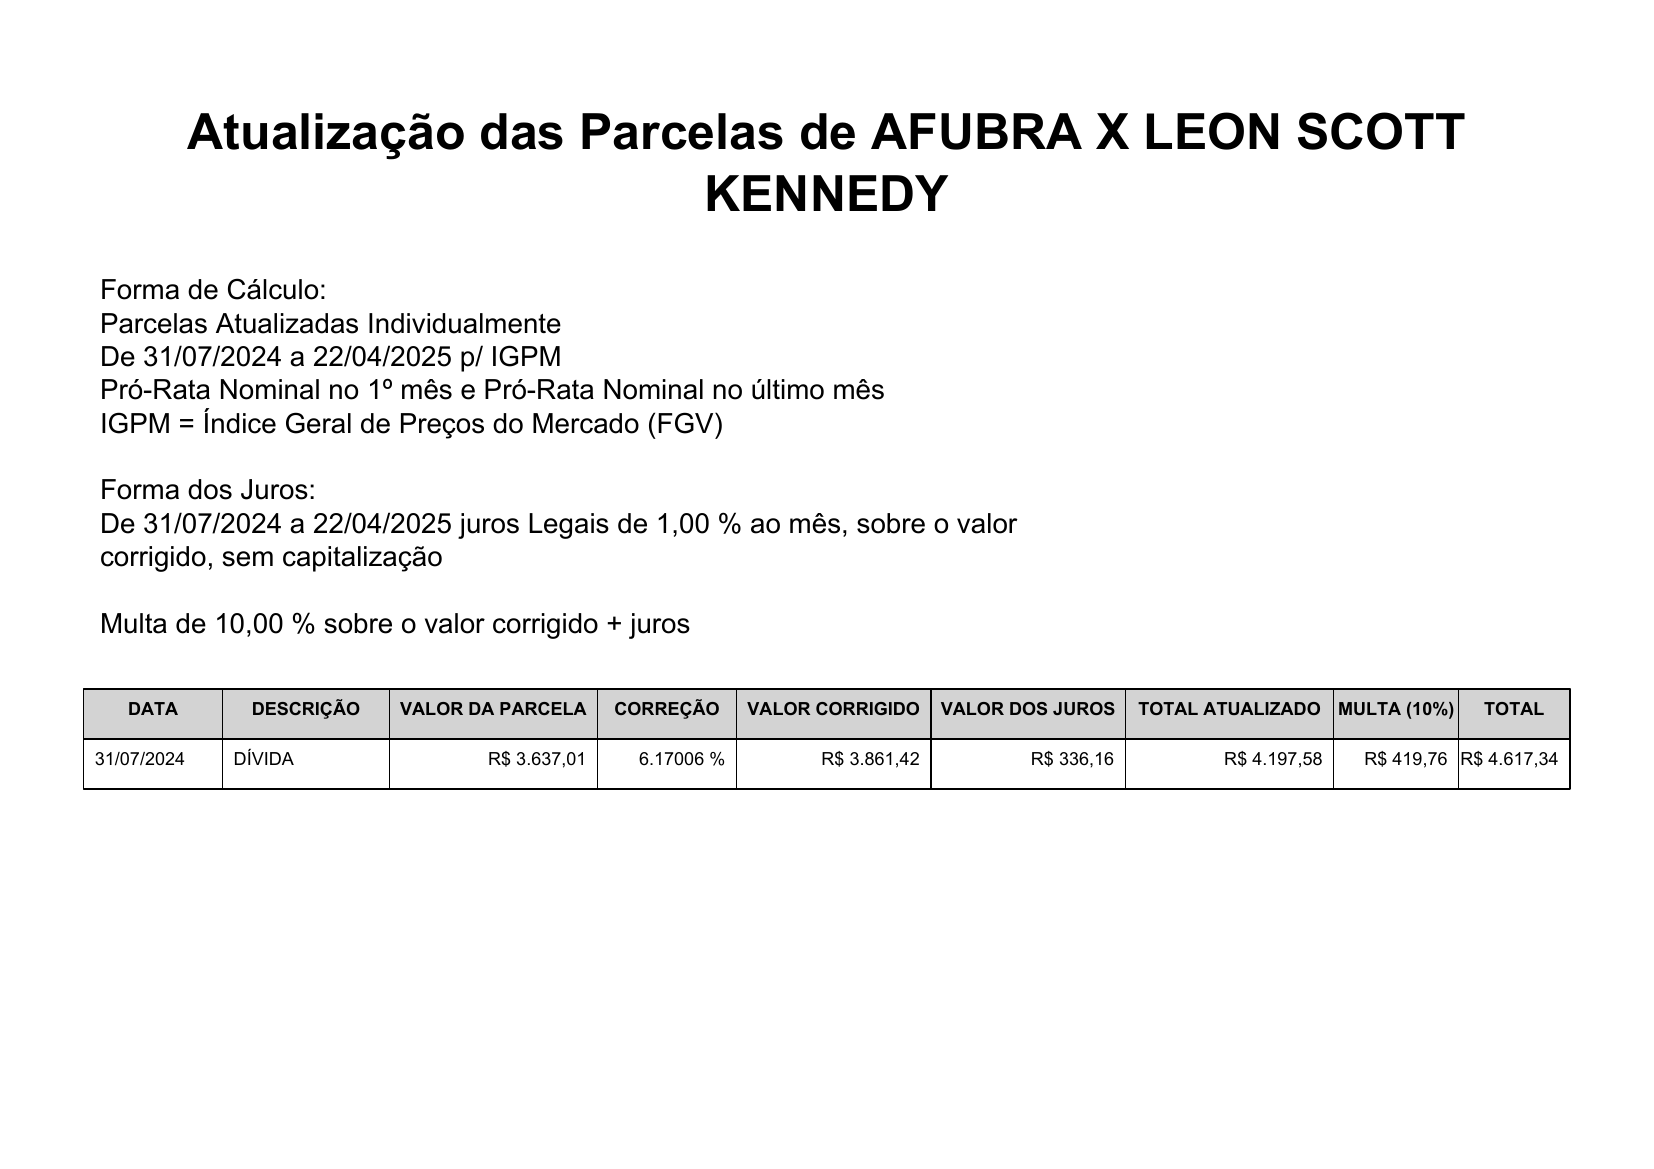 Atualização das Parcelas de AFUBRA X LEON SCOTT
KENNEDY
Forma de Cálculo:
Parcelas Atualizadas Individualmente
De 31/07/2024 a 22/04/2025 p/ IGPM
Pró-Rata Nominal no 1º mês e Pró-Rata Nominal no último mês
IGPM = Índice Geral de Preços do Mercado (FGV)
Forma dos Juros:
De 31/07/2024 a 22/04/2025 juros Legais de 1,00 % ao mês, sobre o valor
corrigido, sem capitalização
Multa de 10,00 % sobre o valor corrigido + juros
DATA DESCRIÇÃO VALOR DA PARCELA CORREÇÃO VALOR CORRIGIDO VALOR DOS JUROS TOTAL ATUALIZADO MULTA (10%) TOTAL
31/07/2024 DÍVIDA R$ 3.637,01 6.17006 % R$ 3.861,42 R$ 336,16 R$ 4.197,58 R$ 419,76 R$ 4.617,34